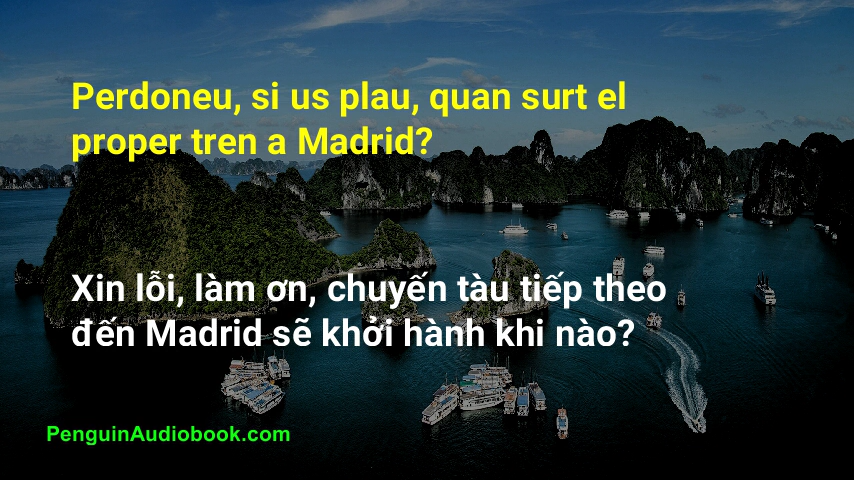 Perdoneu, si us plau, quan surt el
proper tren a Madrid?
Xin lỗi, làm ơn, chuyến tàu tiếp theo
đến Madrid sẽ khởi hành khi nào?
PenguinAudiobook.com